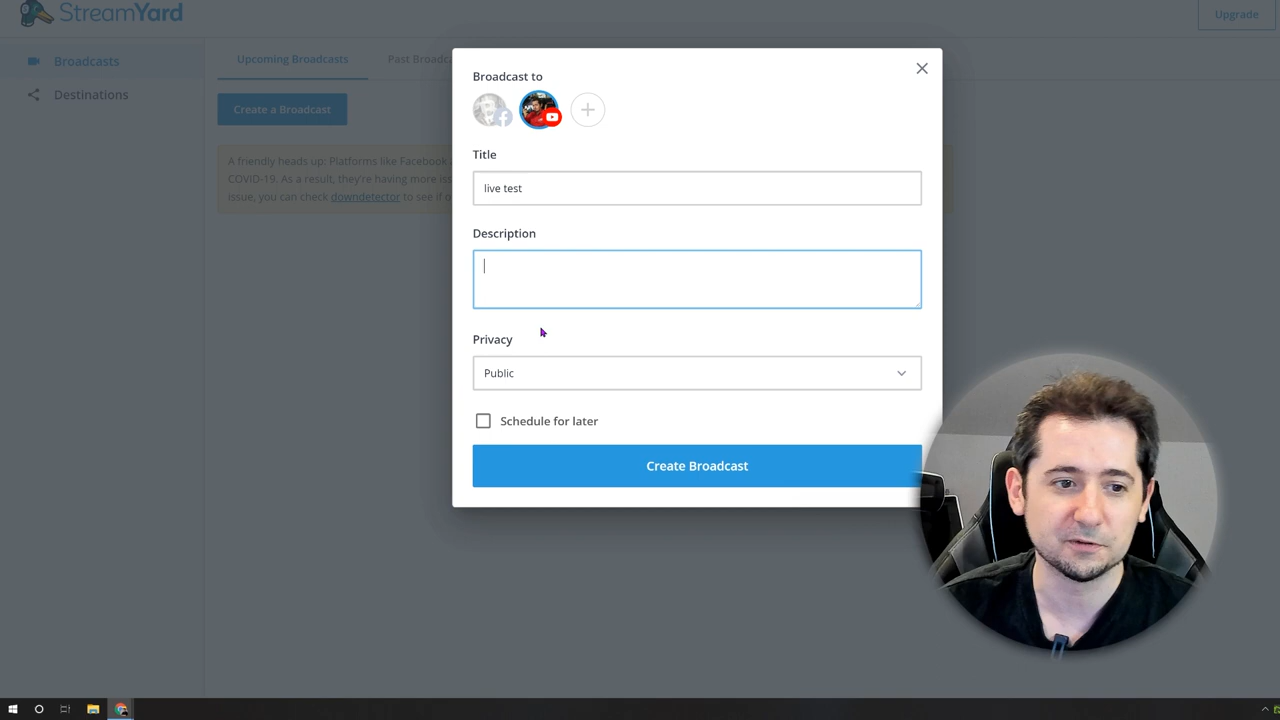 StreamYard
Upgrade
Broadcasts
Destinations
Upcoming Broadcasts
Past Broadc
Create a Broadcast
A friendly heads up: Platforms like Facebook
COVID-19. As a result, they're having more iss
issue, you can check downdetector to see if o
Broadcast to
Title
live test
Description
Privacy
Public
Schedule for later
Create Broadcast